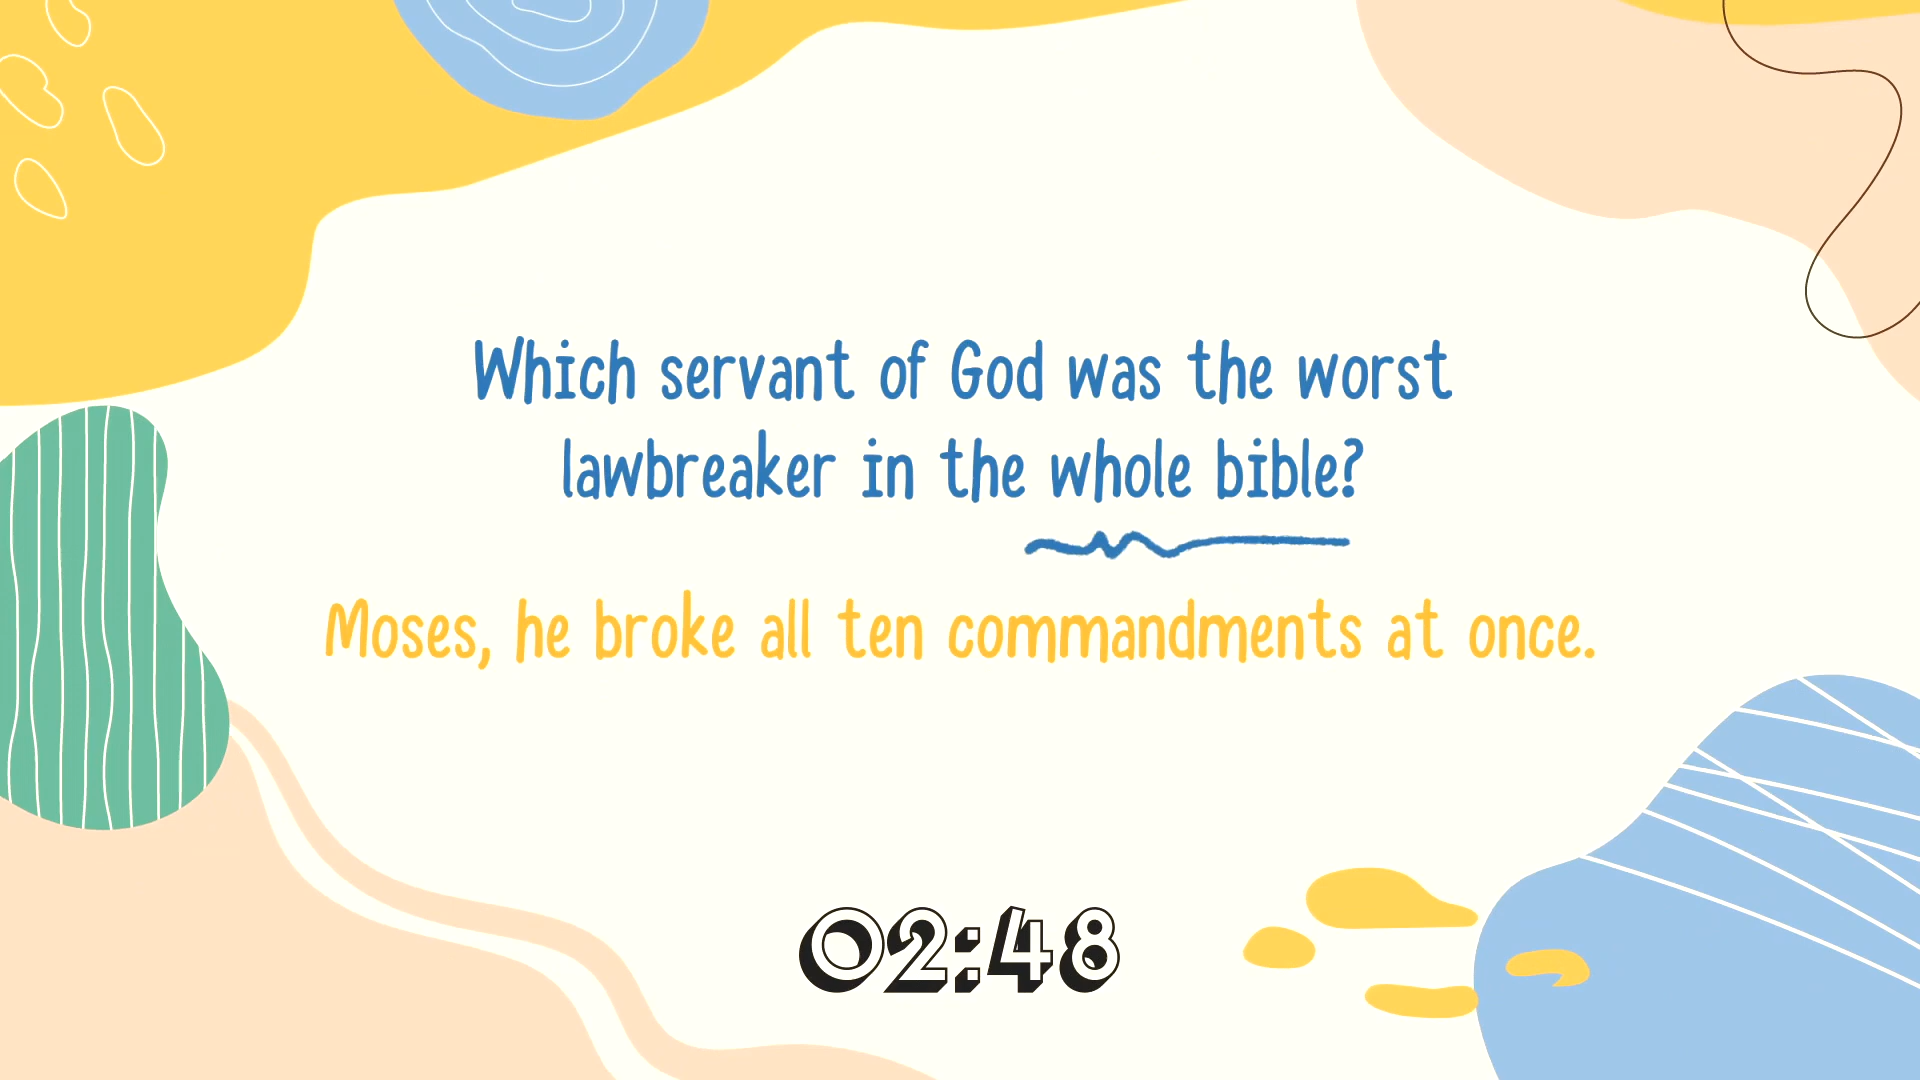 Which servant of God was the worst
lawbreaker in the whole bible?
Moses, he broke all ten commandments at once.
02:48